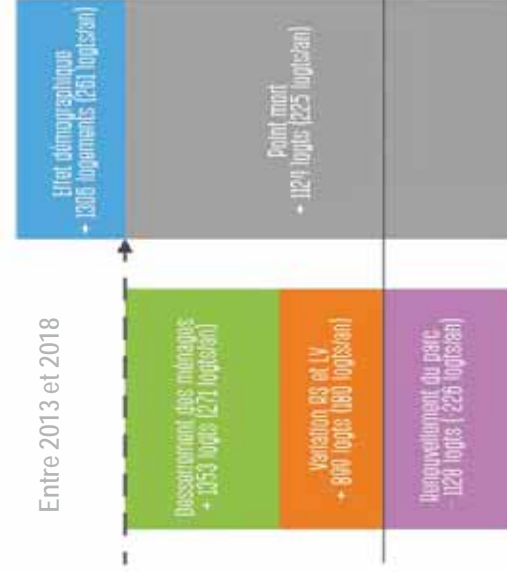 Entre 2013 et 2018
Desserrement des ménages
+ 1353 logts (271 logts/an)
Variation RS et LV
+ 899 logts (180 logts/an)
Renouvellement du parc
- 1128 logts (- 226 logts/an)
Effet démographique
+ 1306 logements (261 logts/an)
Point mort
+ 1124 logts (225 logts/an)